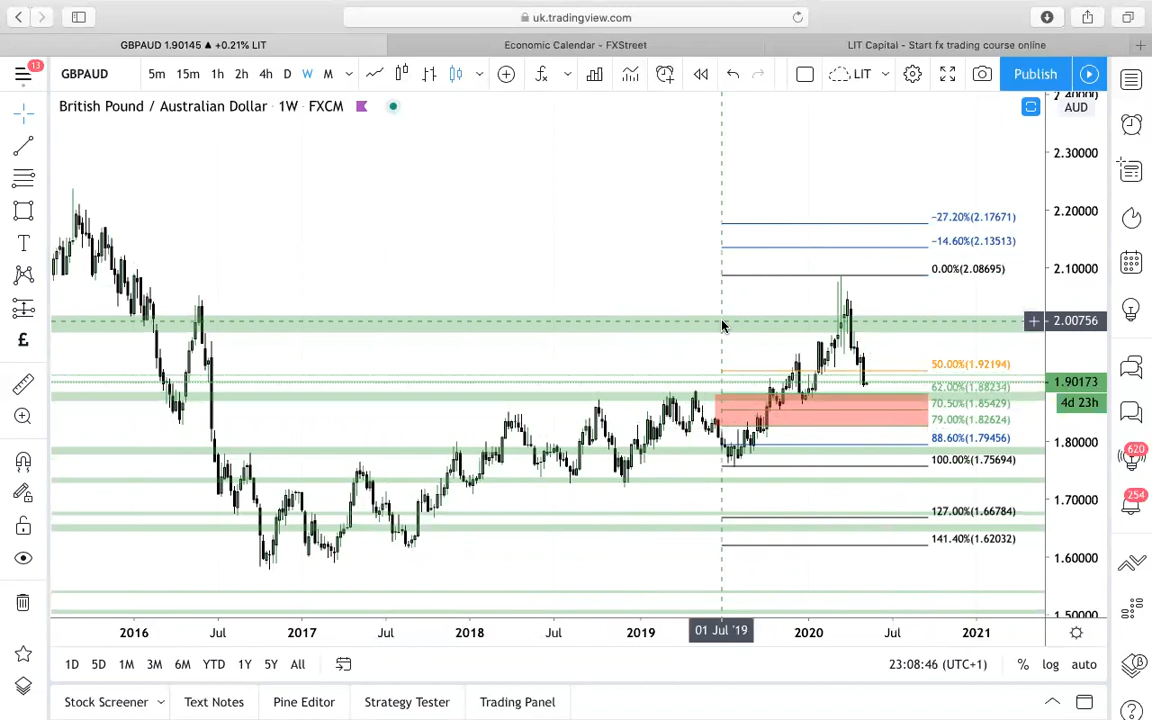 uk.tradingview.com
GBPAUD 1.90145 ▲ +0.21% LIT
Economic Calendar - FXStreet
LIT Capital - Start fx trading course online
13
GBPAUD
5m 15m 1h 2h 4h D W M
LIT
Publish
British Pound / Australian Dollar · 1W · FXCM
AUD
2.40000
2.30000
2.20000
2.10000
2.00756
1.90173
4d 23h
1.80000
1.70000
1.60000
1.50000
−27.20%(2.17671)
−14.60%(2.13513)
0.00%(2.08695)
50.00%(1.92194)
62.00%(1.88234)
70.50%(1.85429)
79.00%(1.82624)
88.60%(1.79456)
100.00%(1.75694)
127.00%(1.66784)
141.40%(1.62032)
620
254
2016 Jul 2017 Jul 2018 Jul 2019 01 Jul '19 2020 Jul 2021
1D 5D 1M 3M 6M YTD 1Y 5Y All
23:08:46 (UTC+1) % log auto
Stock Screener Text Notes Pine Editor Strategy Tester Trading Panel